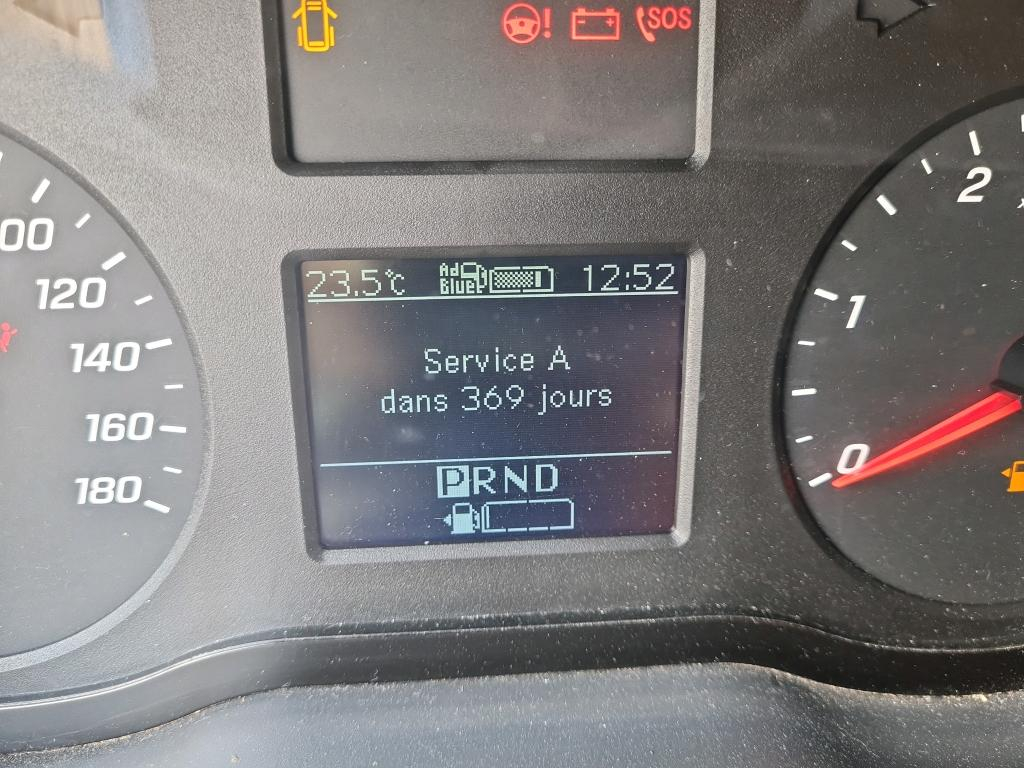 SOS
23.5°C Ad Blue 12:52
Service A
dans 369 jours
PRND
00
120
140
160
180
2
1
0